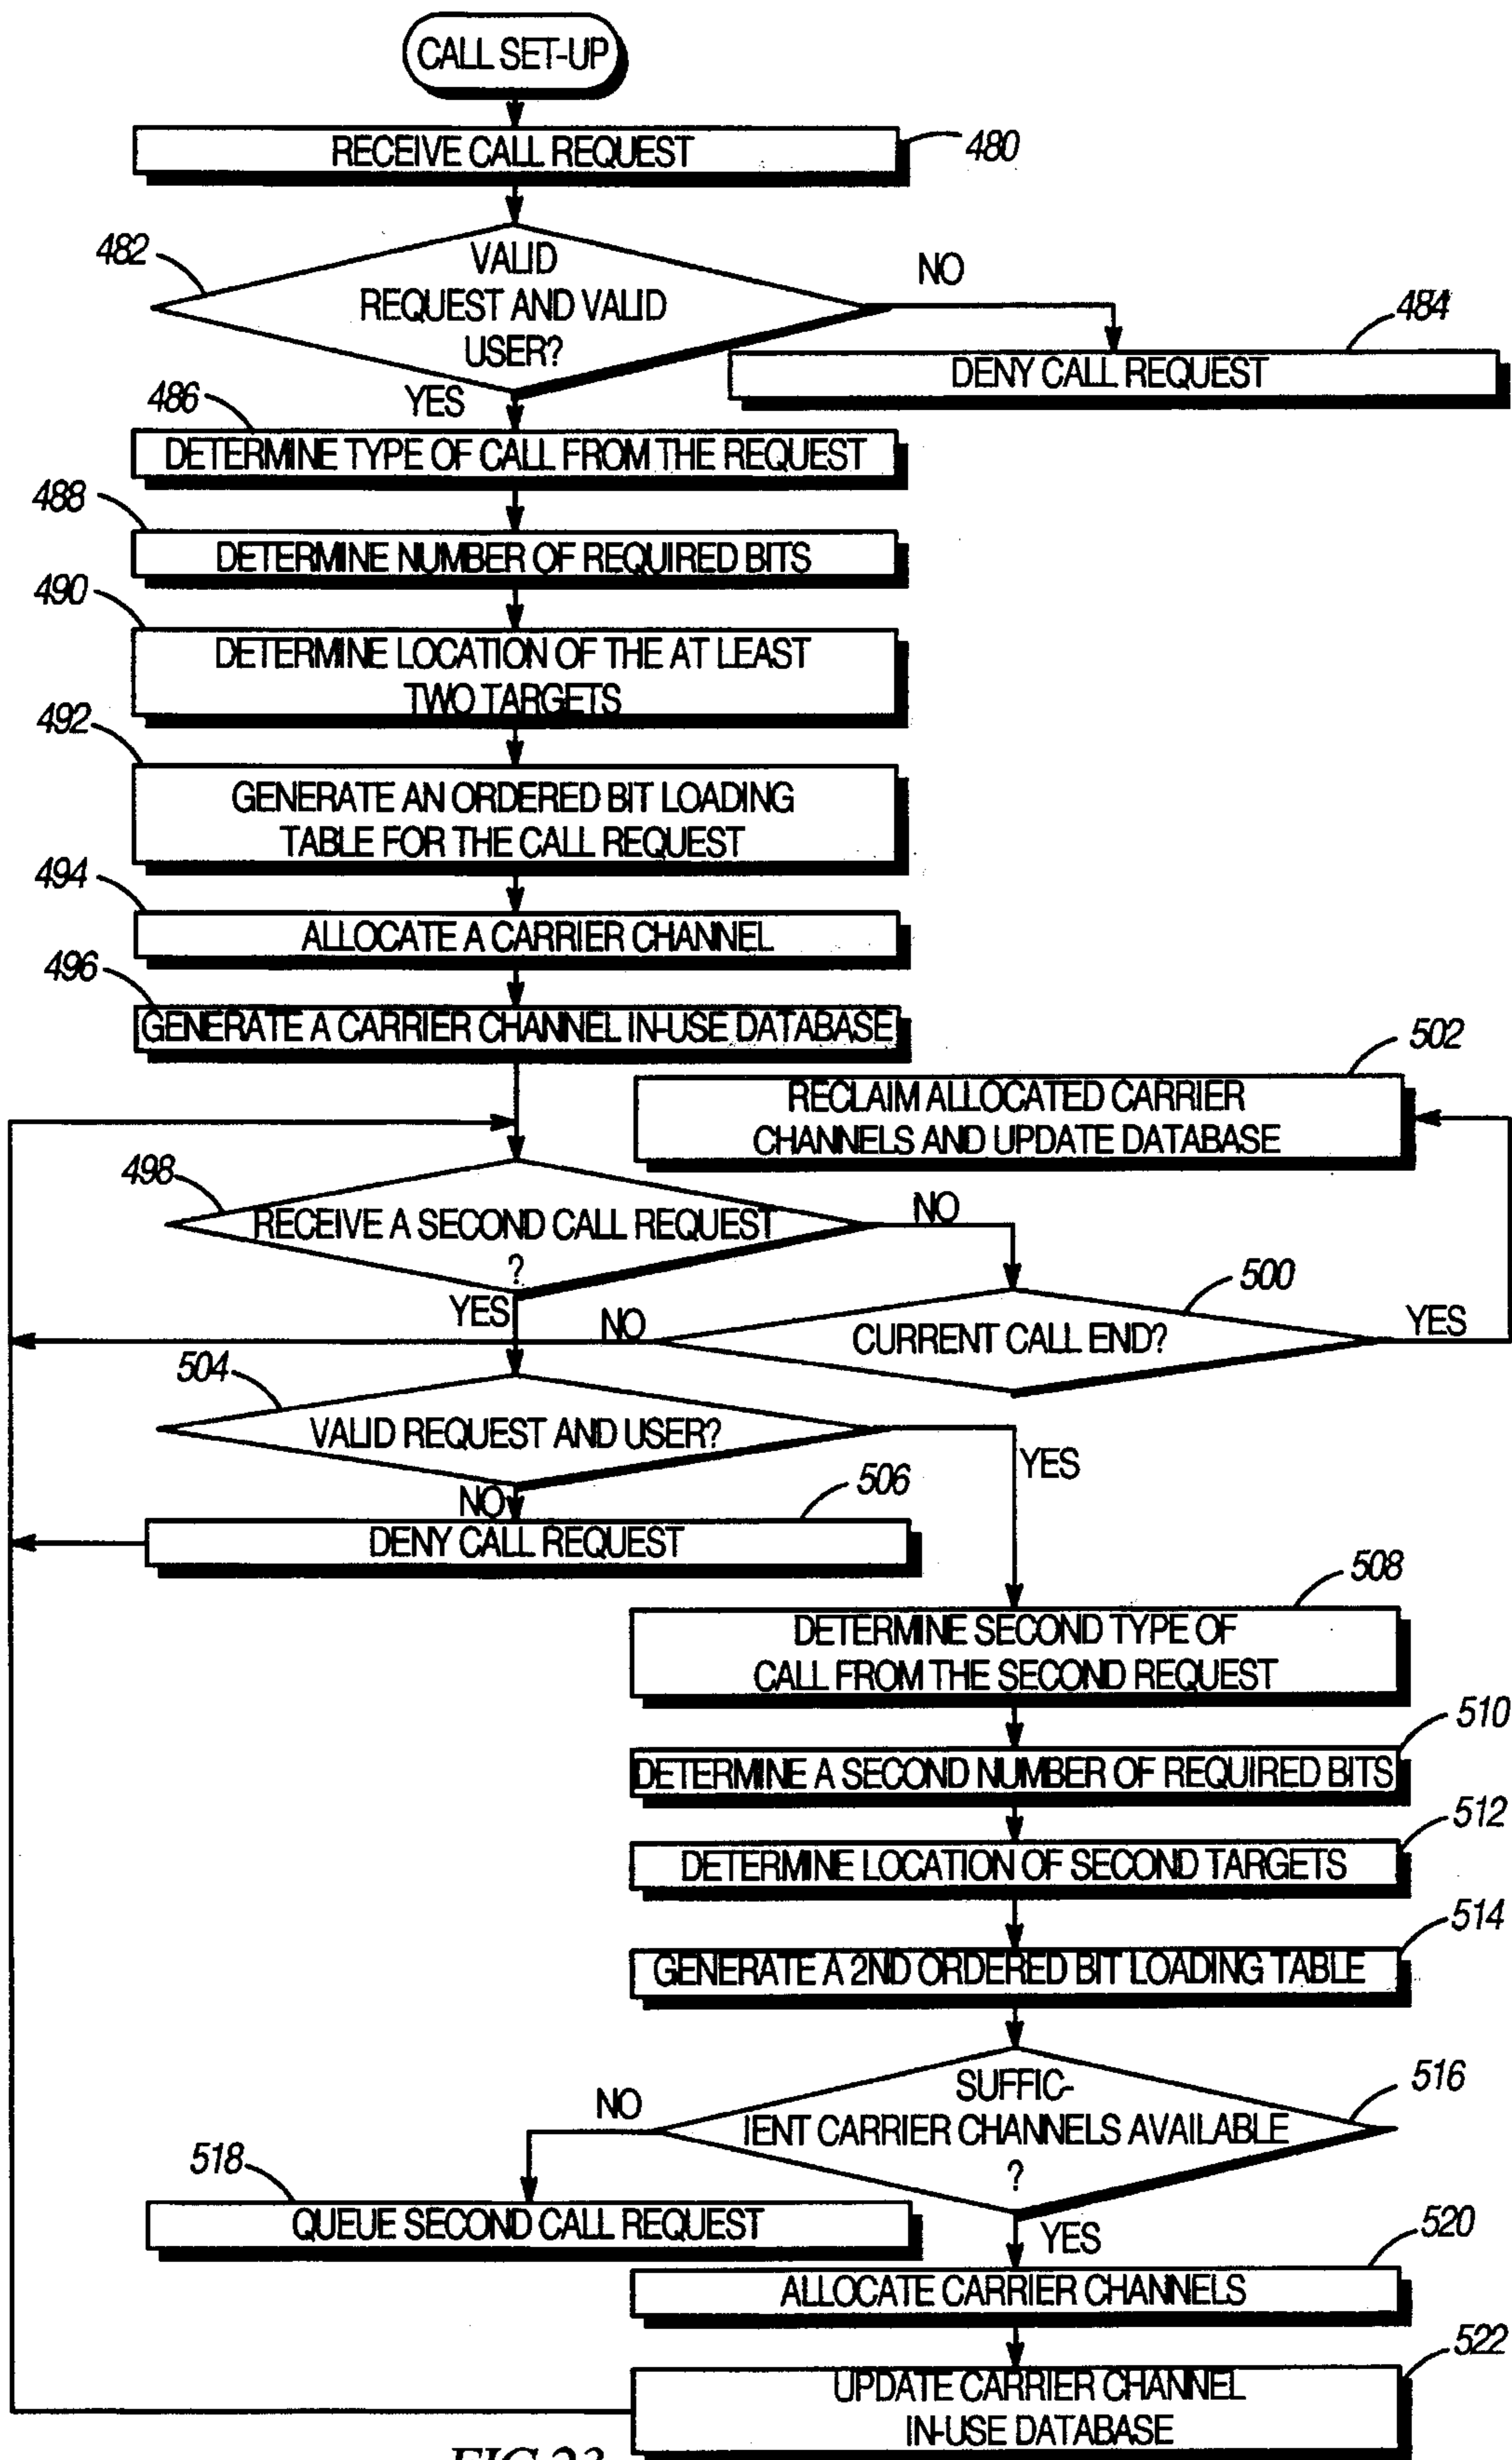 CALL SET-UP
RECEIVE CALL REQUEST
480
482
VALID
REQUEST AND VALID
USER?
NO
484
DENY CALL REQUEST
YES
486
DETERMINE TYPE OF CALL FROM THE REQUEST
488
DETERMINE NUMBER OF REQUIRED BITS
490
DETERMINE LOCATION OF THE AT LEAST
TWO TARGETS
492
GENERATE AN ORDERED BIT LOADING
TABLE FOR THE CALL REQUEST
494
ALLOCATE A CARRIER CHANNEL
496
GENERATE A CARRIER CHANNEL IN-USE DATABASE
502
RECLAIM ALLOCATED CARRIER
CHANNELS AND UPDATE DATABASE
498
RECEIVE A SECOND CALL REQUEST
?
NO
500
YES
NO
CURRENT CALL END?
YES
504
VALID REQUEST AND USER?
YES
NO
506
DENY CALL REQUEST
508
DETERMINE SECOND TYPE OF
CALL FROM THE SECOND REQUEST
510
DETERMINE A SECOND NUMBER OF REQUIRED BITS
512
DETERMINE LOCATION OF SECOND TARGETS
514
GENERATE A 2ND ORDERED BIT LOADING TABLE
516
SUFFIC-
IENT CARRIER CHANNELS AVAILABLE
?
NO
518
QUEUE SECOND CALL REQUEST
YES
520
ALLOCATE CARRIER CHANNELS
522
UPDATE CARRIER CHANNEL
IN-USE DATABASE
FIG.23